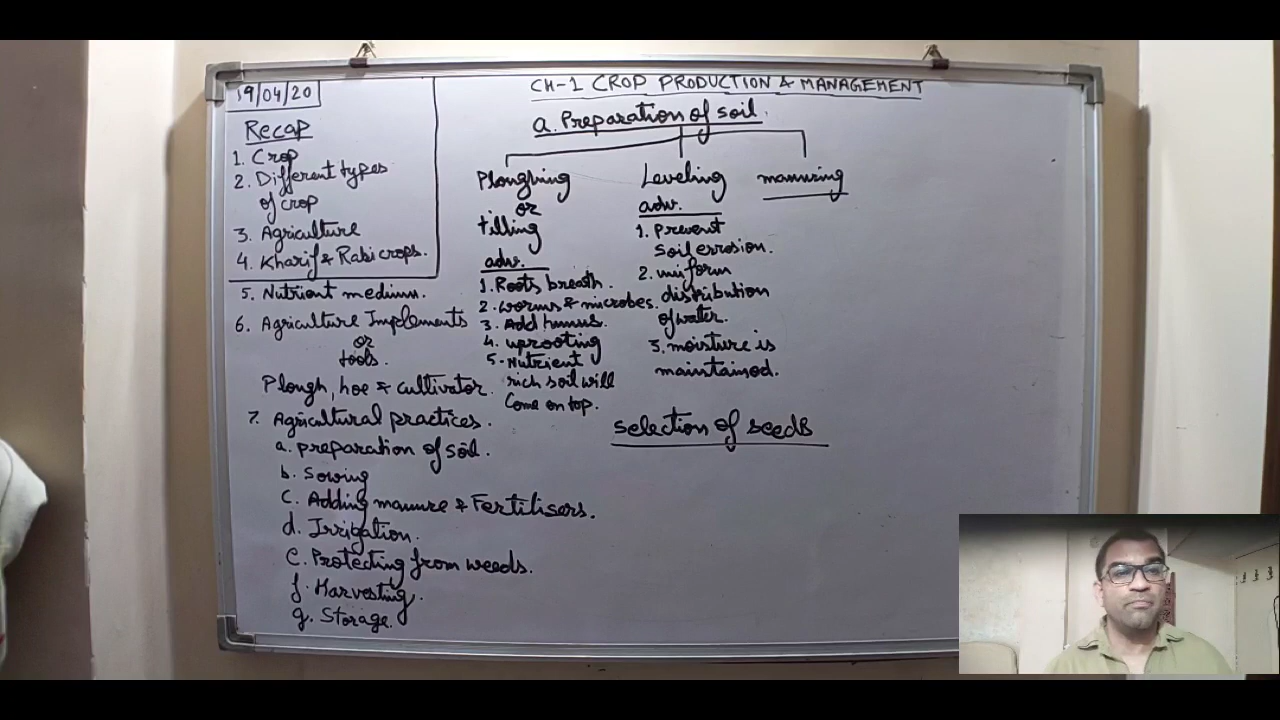 19/04/20
CH-1 CROP PRODUCTION & MANAGEMENT
Recap
1. Crop
2. Different types
of crop
3. Agriculture
4. Kharif & Rabi crops.
5. Nutrient medium.
6. Agriculture Implements
or
tools.
Plough, hoe & cultivator.
7. Agricultural practices.
a. preparation of soil.
b. Sowing
C. Adding manure & Fertilisers.
d. Irrigation.
C. Protecting from weeds.
f. Harvesting.
g. Storage.
a. Preparation of soil.
Ploughing
or
tilling
adv.
1. Roots breath.
2. worms & microbes.
3. Add humus.
4. uprooting
5. Nutrient
rich soil will
Come on top.
Leveling
adv.
1. prevent
soil errosion.
2. uniform
distribution
of water.
3. moisture is
maintained.
manuring
selection of seeds